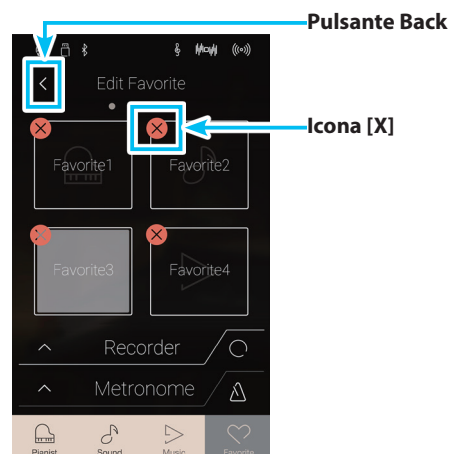 Pulsante Back
Edit Favorite
Icona [X]
Favorite1
Favorite2
Favorite3
Favorite4
Recorder
Metronome
Pianist
Sound
Music
Favorite